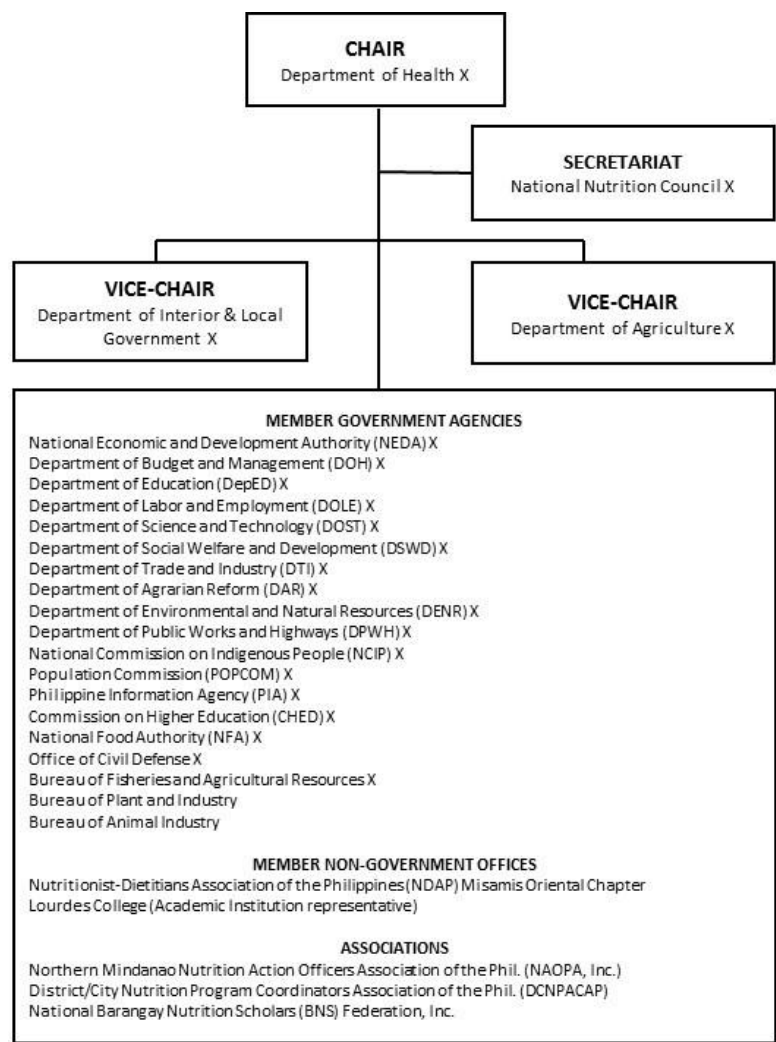 CHAIR
Department of Health X
SECRETARIAT
National Nutrition Council X
VICE-CHAIR
Department of Interior & Local
Government X
VICE-CHAIR
Department of Agriculture X
MEMBER GOVERNMENT AGENCIES
National Economic and Development Authority (NEDA) X
Department of Budget and Management (DOH) X
Department of Education (DepED) X
Department of Labor and Employment (DOLE) X
Department of Science and Technology (DOST) X
Department of Social Welfare and Development (DSWD) X
Department of Trade and Industry (DTI) X
Department of Agrarian Reform (DAR) X
Department of Environmental and Natural Resources (DENR) X
Department of Public Works and Highways (DPWH) X
National Commission on Indigenous People (NCIP) X
Population Commission (POPCOM) X
Philippine Information Agency (PIA) X
Commission on Higher Education (CHED) X
National Food Authority (NFA) X
Office of Civil Defense X
Bureau of Fisheries and Agricultural Resources X
Bureau of Plant and Industry
Bureau of Animal Industry
MEMBER NON-GOVERNMENT OFFICES
Nutritionist-Dietitians Association of the Philippines (NDAP) Misamis Oriental Chapter
Lourdes College (Academic Institution representative)
ASSOCIATIONS
Northern Mindanao Nutrition Action Officers Association of the Phil. (NAOPA, Inc.)
District/City Nutrition Program Coordinators Association of the Phil. (DCNPACAP)
National Barangay Nutrition Scholars (BNS) Federation, Inc.